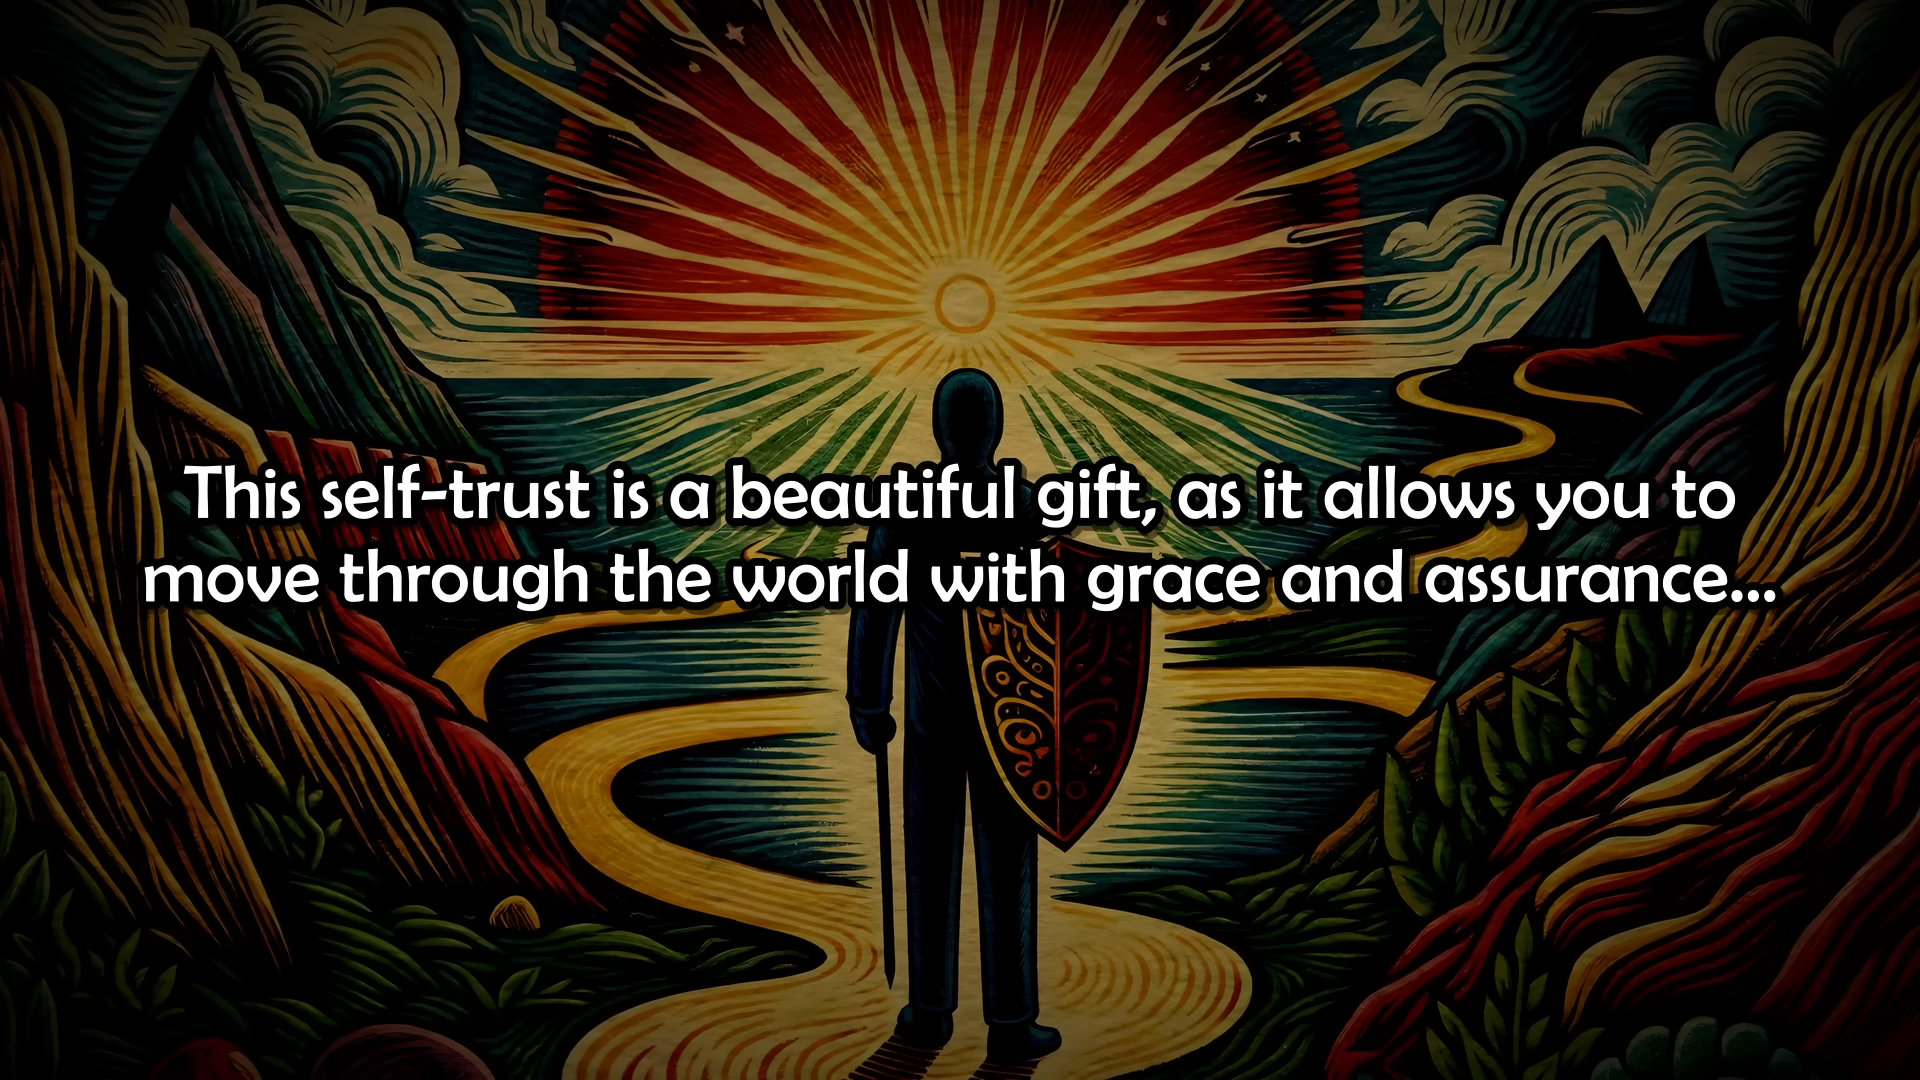 This self-trust is a beautiful gift, as it allows you to
move through the world with grace and assurance...